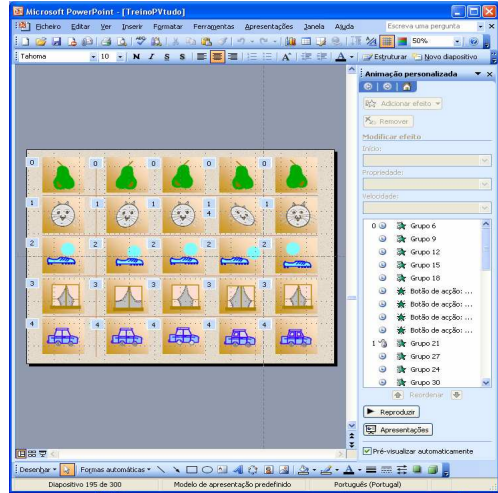 Microsoft PowerPoint - [TreinoPVtudo]
Ficheiro Editar Ver Inserir Formatar Ferramentas Apresentações Janela Ajuda Escreva uma pergunta
50%
Tahoma 10 N I S S Estruturar Novo diapositivo
Animação personalizada
Adicionar efeito
Remover
Modificar efeito
Início:
Propriedade:
Velocidade:
0 Grupo 6
Grupo 9
Grupo 12
Grupo 15
Grupo 18
Botão de acção: ...
Botão de acção: ...
Botão de acção: ...
1 Grupo 21
Grupo 27
Grupo 24
Grupo 30
0 0 0 0 0
1 1 1 1 1
4
2 2 2 2 2
3 3 3 3 3
4 4 4 4 4
Reordenar
Reproduzir
Apresentações
Pré-visualizar automaticamente
Desenhar Formas automáticas
Diapositivo 195 de 300 Modelo de apresentação predefinido Português (Portugal)